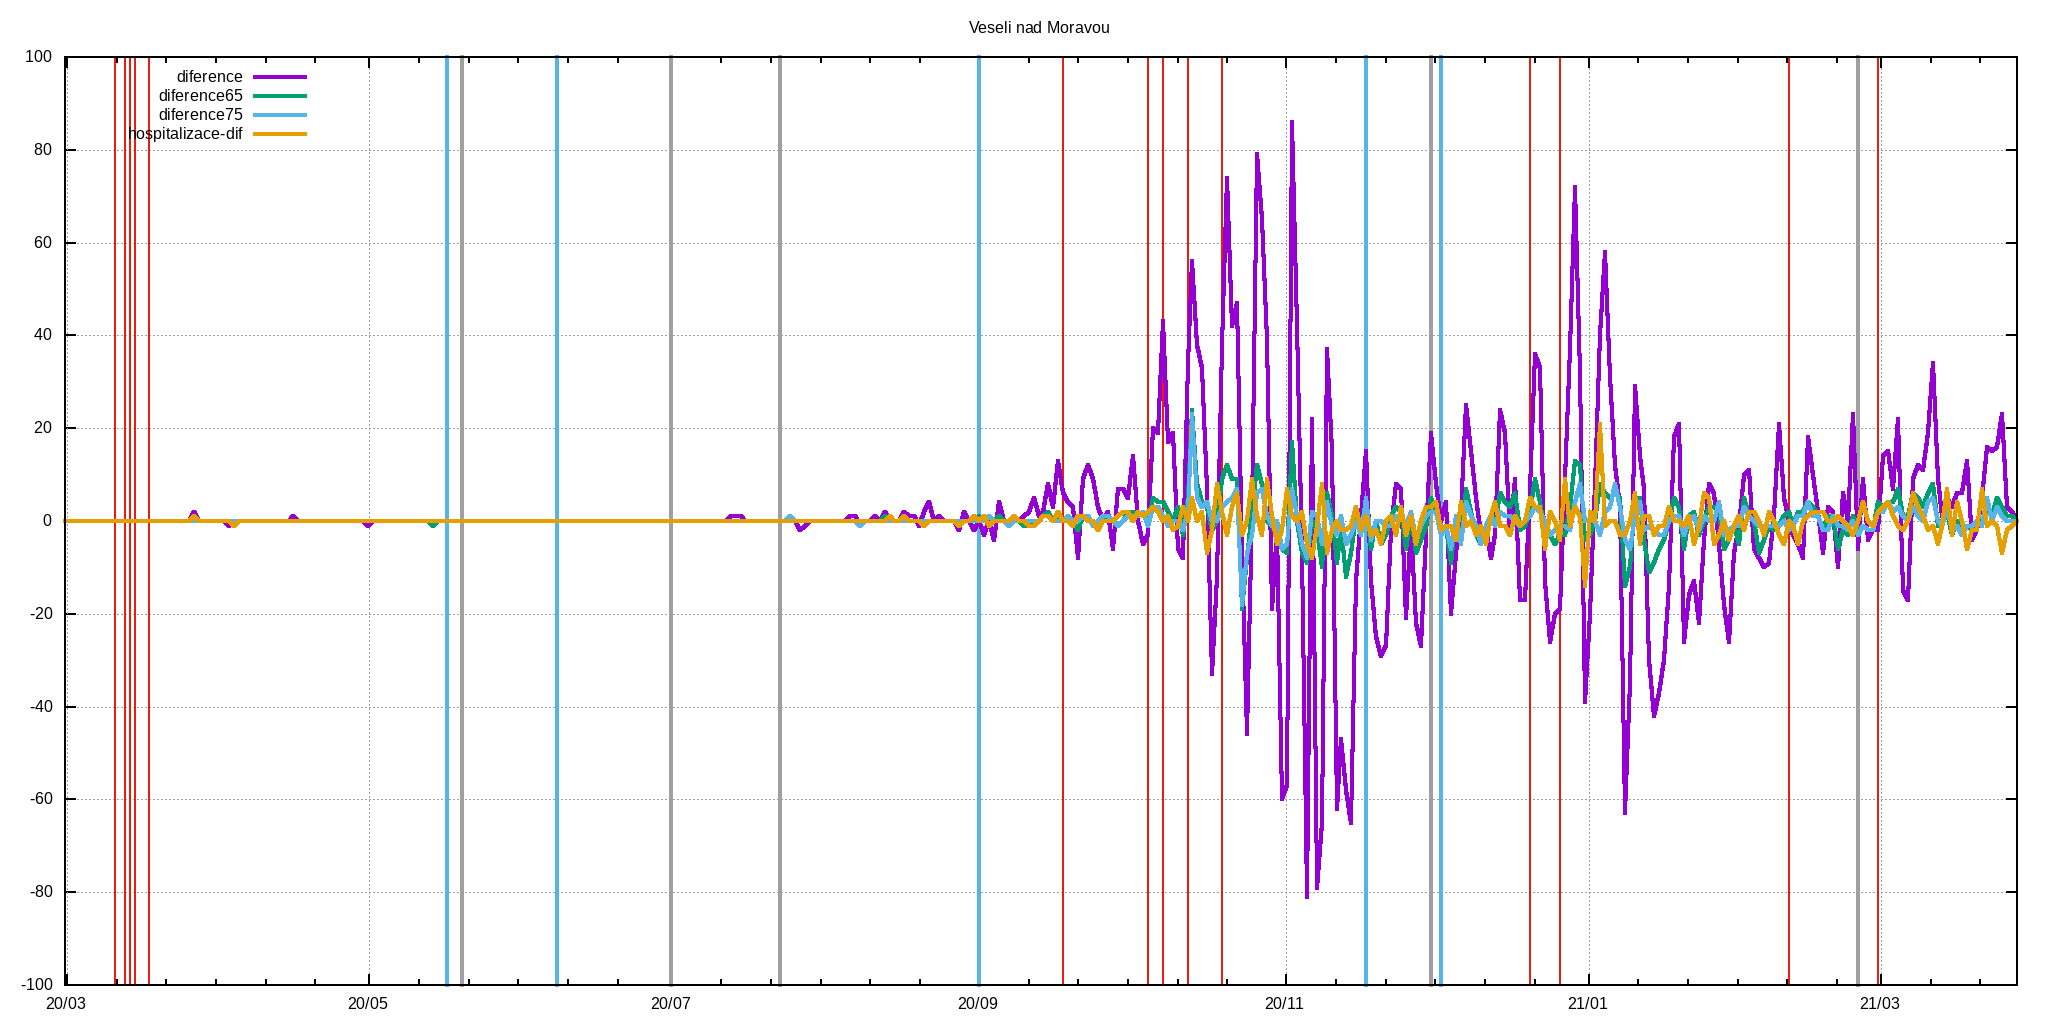 Veseli nad Moravou
100
80
60
40
20
0
-20
-40
-60
-80
-100
diference
diference65
diference75
hospitalizace-dif
20/03 20/05 20/07 20/09 20/11 21/01 21/03